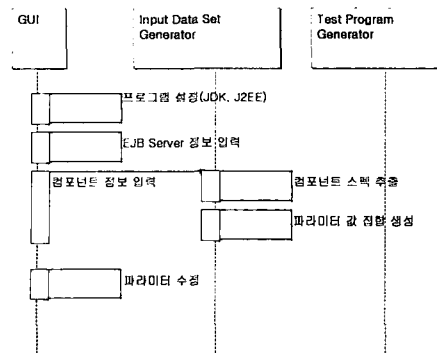 GUI
Input Data Set
Generator
Test Program
Generator
프로그램 설정(JDK, J2EE)
EJB Server 정보 입력
컴포넌트 정보 입력
컴포넌트 스펙 추출
파라미터 값 집합 생성
파라미터 수정